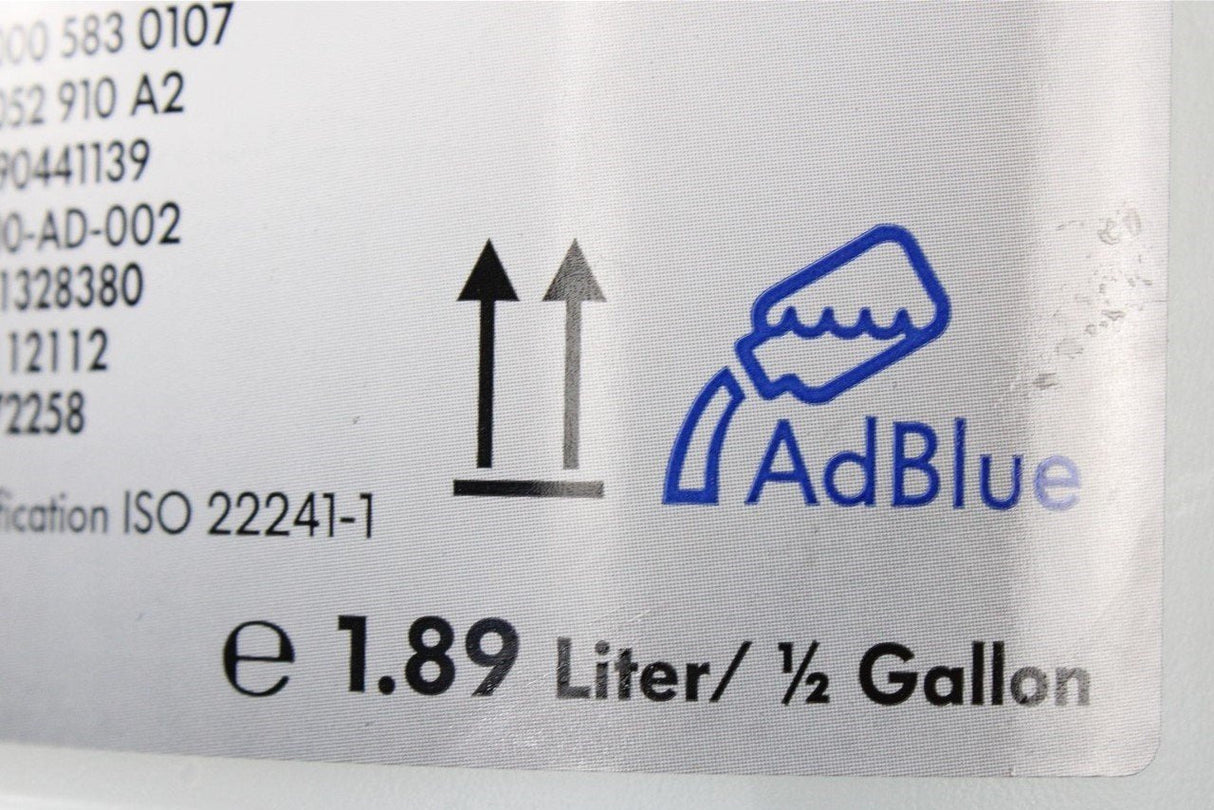 000 583 0107
052 910 A2
90441139
0-AD-002
1328380
12112
72258
fication ISO 22241-1
AdBlue
℮ 1.89 Liter/ ½ Gallon